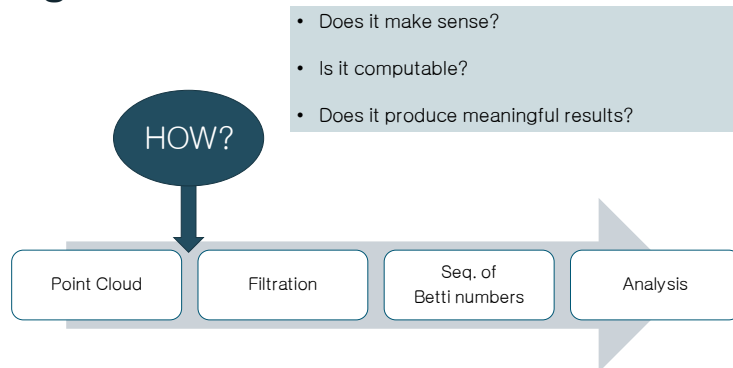 • Does it make sense?
• Is it computable?
• Does it produce meaningful results?
HOW?
Point Cloud
Filtration
Seq. of
Betti numbers
Analysis